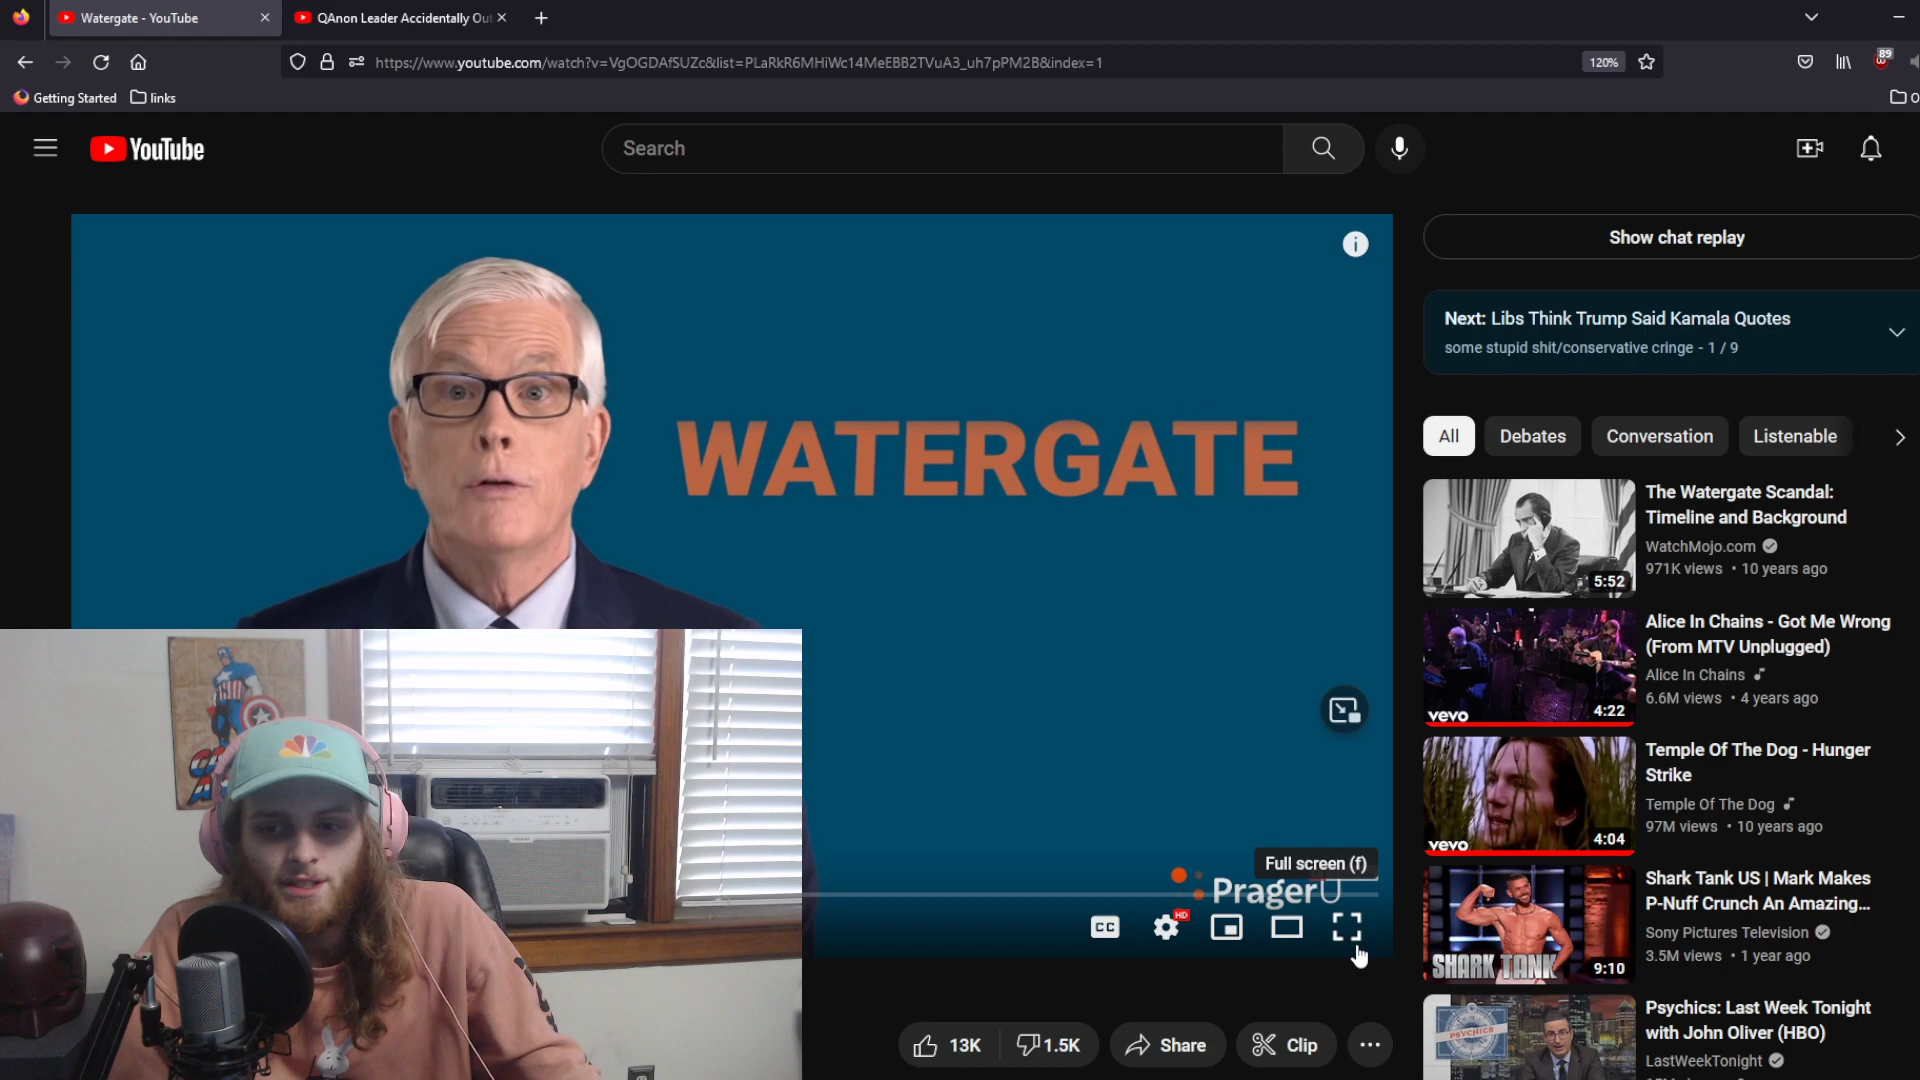 Watergate - YouTube
QAnon Leader Accidentally Out
https://www.youtube.com/watch?v=VgOGDAfSUZc&list=PLaRkR6MHiWc14MeEBB2TVuA3_uh7pPM2B&index=1
120%
89
Getting Started
links
YouTube
Search
WATERGATE
PragerU
Full screen (f)
CC
HD
13K
1.5K
Share
Clip
Show chat replay
Next: Libs Think Trump Said Kamala Quotes
some stupid shit/conservative cringe - 1 / 9
All
Debates
Conversation
Listenable
5:52
The Watergate Scandal:
Timeline and Background
WatchMojo.com
971K views • 10 years ago
vevo
4:22
Alice In Chains - Got Me Wrong
(From MTV Unplugged)
Alice In Chains
6.6M views • 4 years ago
vevo
4:04
Temple Of The Dog - Hunger
Strike
Temple Of The Dog
97M views • 10 years ago
SHARK TANK
9:10
Shark Tank US | Mark Makes
P-Nuff Crunch An Amazing...
Sony Pictures Television
3.5M views • 1 year ago
PSYCHICS
Psychics: Last Week Tonight
with John Oliver (HBO)
LastWeekTonight